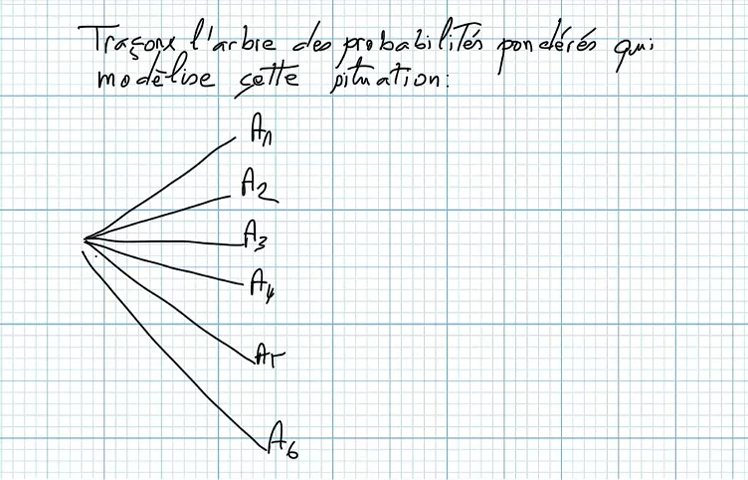 Traçons l'arbre des probabilités pondérés qui
modélise cette situation:
A1
A2
A3
A4
A5
A6